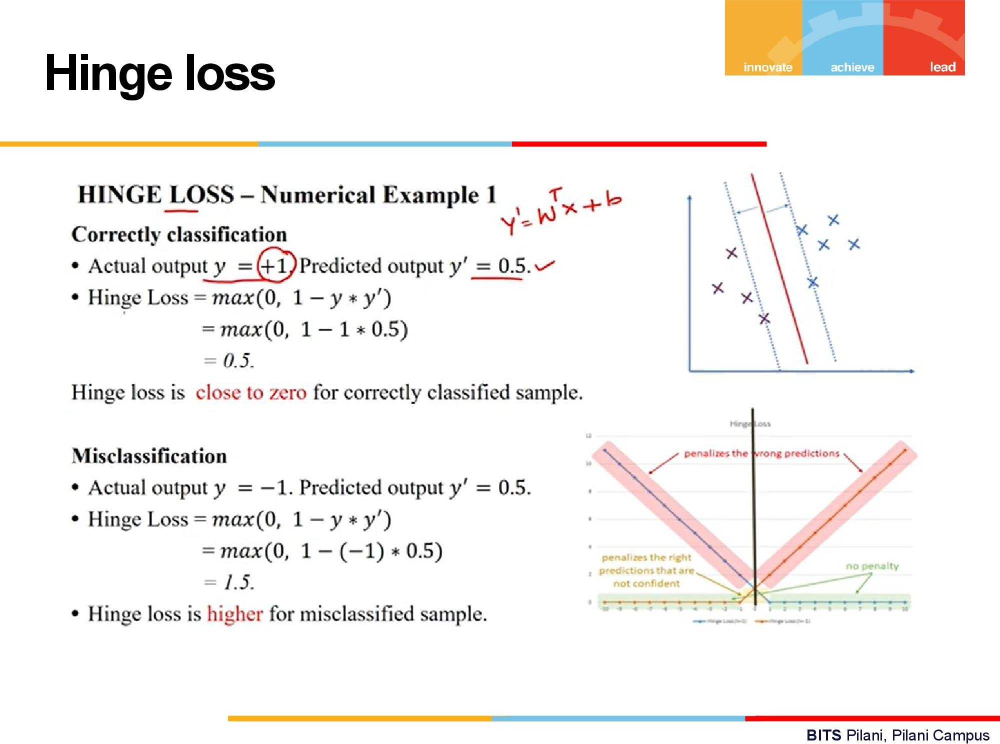 innovate achieve lead
Hinge loss
HINGE LOSS – Numerical Example 1
y' = W^T x + b
Correctly classification
• Actual output y = +1. Predicted output y′ = 0.5. ✓
• Hinge Loss = max(0, 1 − y ∗ y′)
= max(0, 1 − 1 ∗ 0.5)
= 0.5.
Hinge loss is close to zero for correctly classified sample.
Misclassification
• Actual output y = −1. Predicted output y′ = 0.5.
• Hinge Loss = max(0, 1 − y ∗ y′)
= max(0, 1 − (−1) ∗ 0.5)
= 1.5.
• Hinge loss is higher for misclassified sample.
Hinge Loss
penalizes the wrong predictions
penalizes the right
predictions that are
not confident
no penalty
12
10
8
6
4
2
0
-10 -9 -8 -7 -6 -5 -4 -3 -2 -1 0 1 2 3 4 5 6 7 8 9 10
BITS Pilani, Pilani Campus